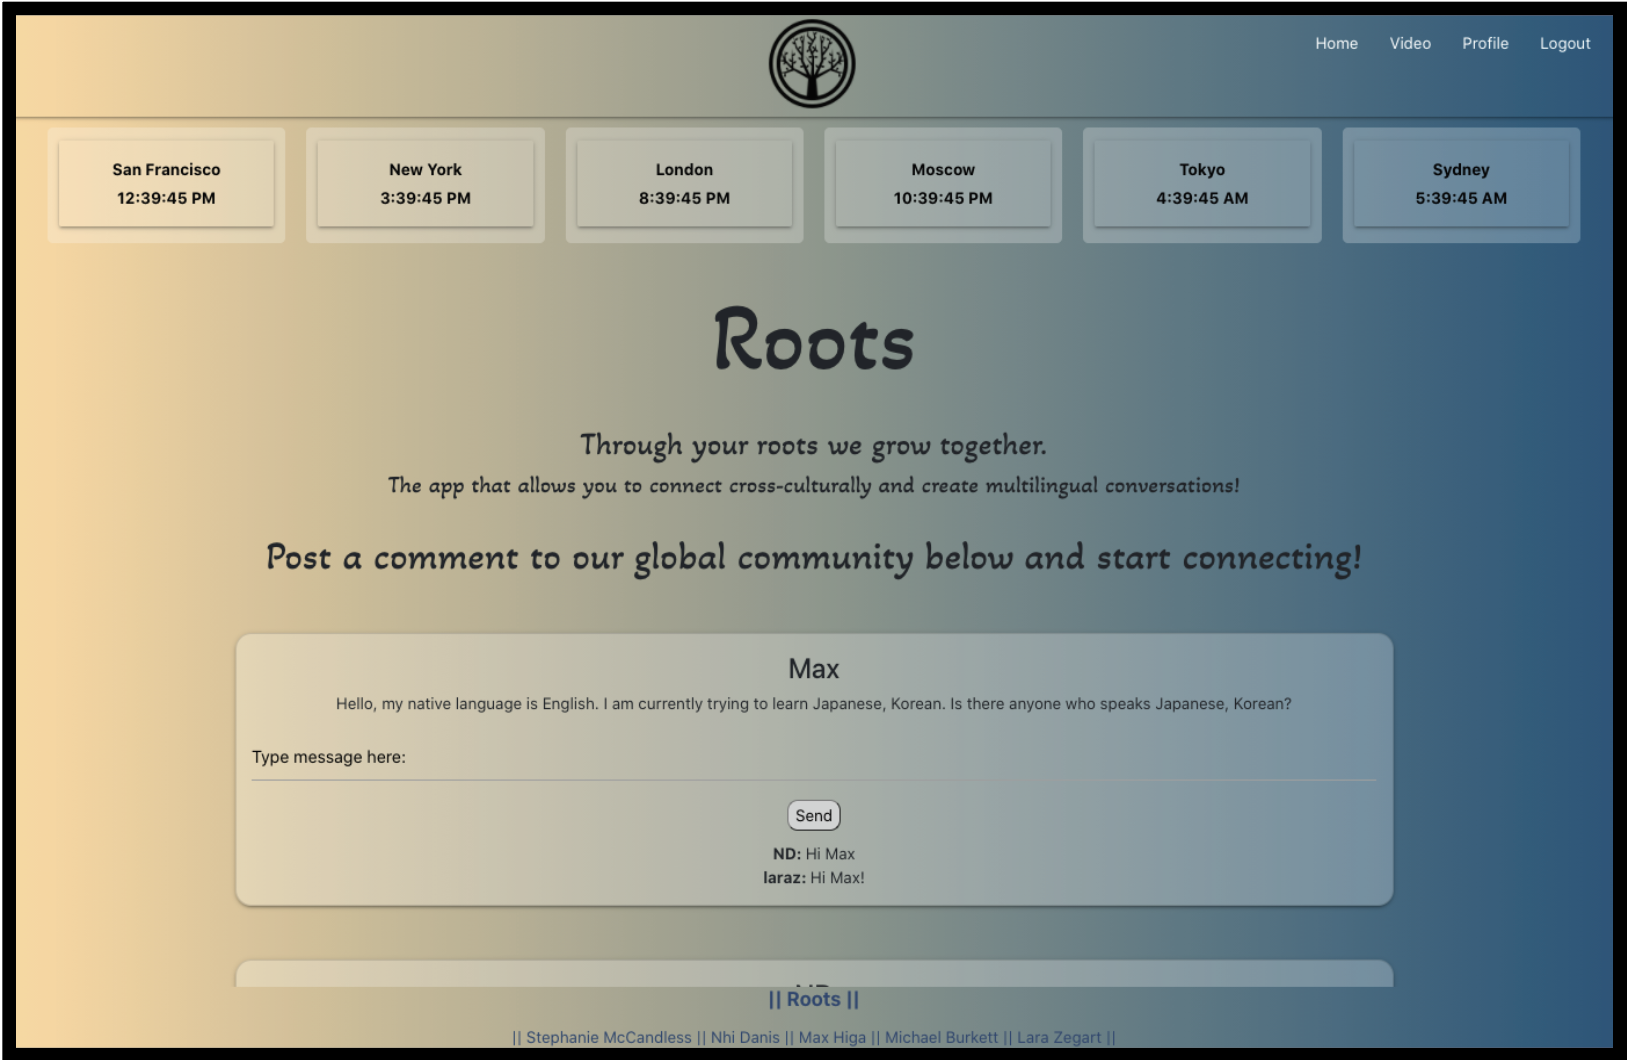 Home Video Profile Logout
San Francisco
12:39:45 PM
New York
3:39:45 PM
London
8:39:45 PM
Moscow
10:39:45 PM
Tokyo
4:39:45 AM
Sydney
5:39:45 AM
Roots
Through your roots we grow together.
The app that allows you to connect cross-culturally and create multilingual conversations!
Post a comment to our global community below and start connecting!
Max
Hello, my native language is English. I am currently trying to learn Japanese, Korean. Is there anyone who speaks Japanese, Korean?
Type message here:
Send
ND: Hi Max
laraz: Hi Max!
|| Roots ||
|| Stephanie McCandless || Nhi Danis || Max Higa || Michael Burkett || Lara Zegart ||